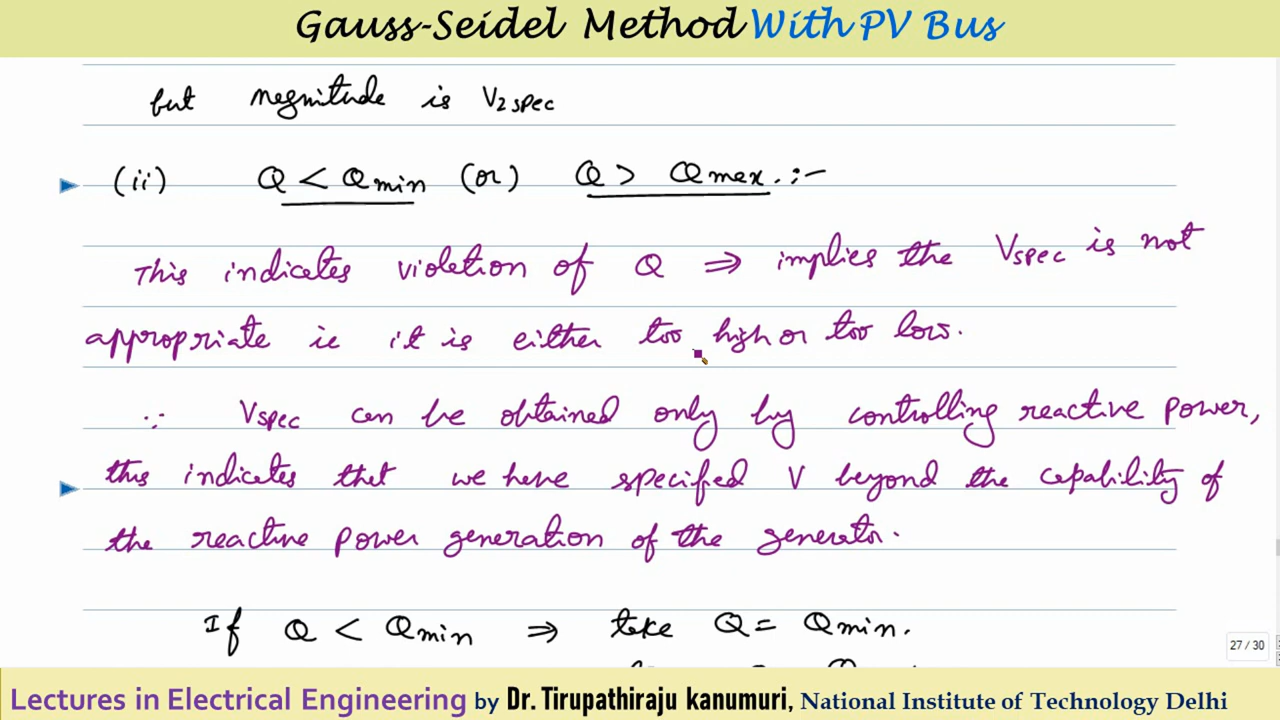 Gauss-Seidel Method With PV Bus
but magnitude is V2spec
(ii) Q < Qmin (or) Q > Qmax. :-
This indicates violation of Q ⇒ implies the Vspec is not
appropriate ie it is either too high or too low.
∵ Vspec can be obtained only by controlling reactive power,
this indicates that we have specified V beyond the capability of
the reactive power generation of the generator.
If Q < Qmin ⇒ take Q = Qmin.
27 / 30
Lectures in Electrical Engineering by Dr. Tirupathiraju kanumuri, National Institute of Technology Delhi